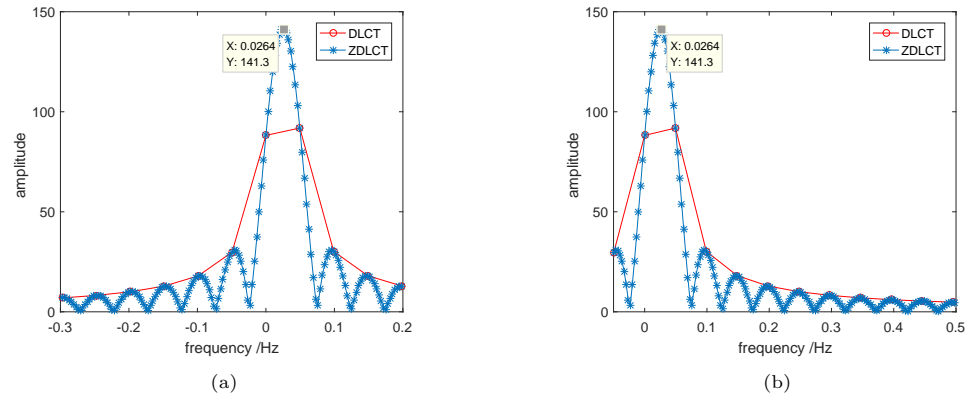 150
100
50
0
amplitude
-0.3
-0.2
-0.1
0
0.1
0.2
frequency /Hz
X: 0.0264
Y: 141.3
DLCT
ZDLCT
(a)
150
100
50
0
amplitude
0
0.1
0.2
0.3
0.4
0.5
frequency /Hz
X: 0.0264
Y: 141.3
DLCT
ZDLCT
(b)